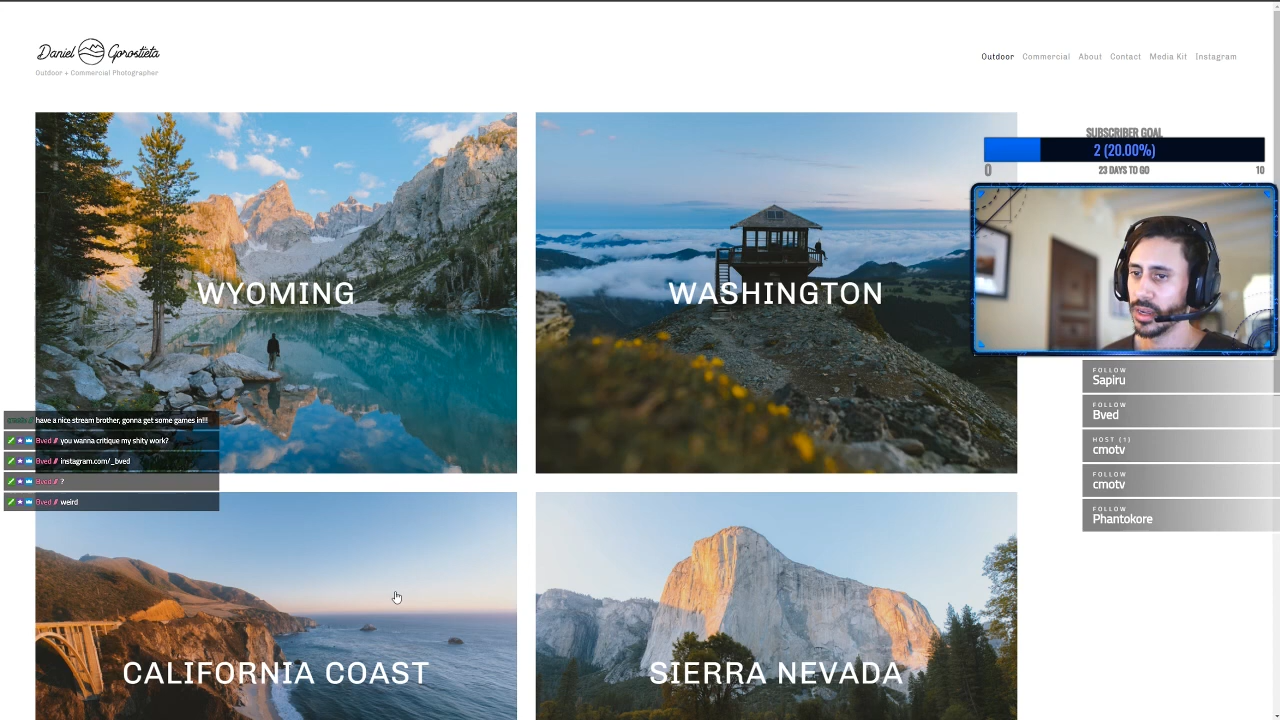 Daniel Gorostieta
Outdoor + Commercial Photographer
Outdoor Commercial About Contact Media Kit Instagram
WYOMING
WASHINGTON
SUBSCRIBER GOAL
2 (20.00%)
0 23 DAYS TO GO 10
FOLLOW
Sapiru
FOLLOW
Bved
HOST (1)
cmotv
FOLLOW
cmotv
FOLLOW
Phantokore
have a nice stream brother, gonna get some games in!!!
Bved // you wanna critique my shity work?
Bved // instagram.com/_bved
Bved // ?
Bved // weird
CALIFORNIA COAST
SIERRA NEVADA